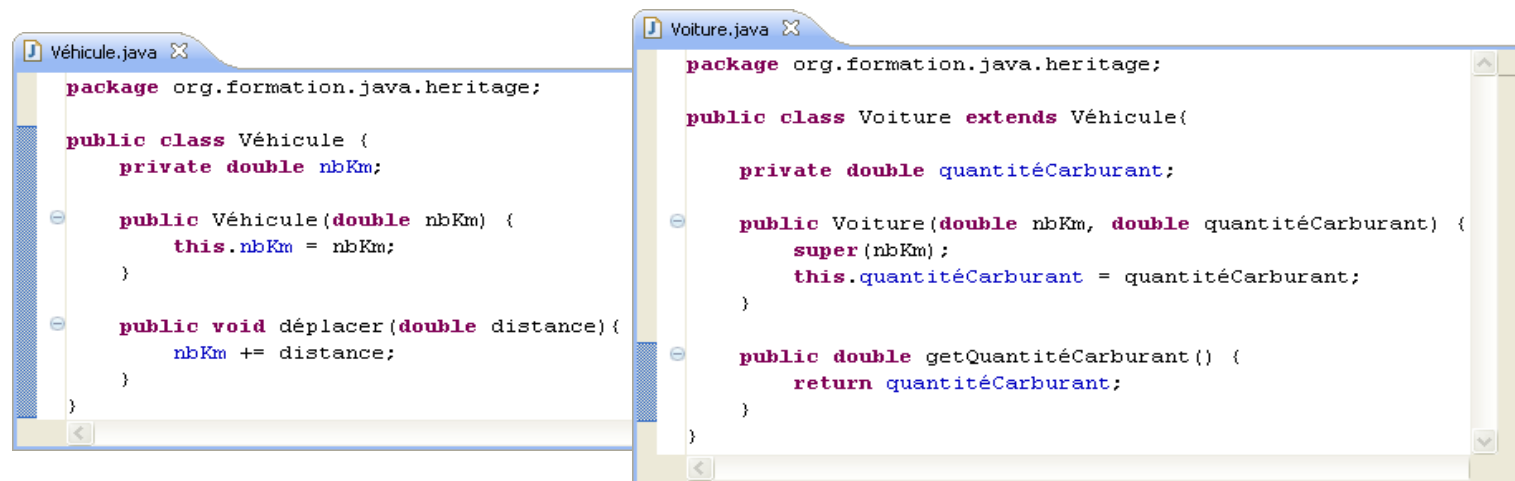 Véhicule.java
package org.formation.java.heritage;
public class Véhicule {
private double nbKm;
public Véhicule(double nbKm) {
this.nbKm = nbKm;
}
public void déplacer(double distance){
nbKm += distance;
}
}
Voiture.java
package org.formation.java.heritage;
public class Voiture extends Véhicule{
private double quantitéCarburant;
public Voiture(double nbKm, double quantitéCarburant) {
super(nbKm);
this.quantitéCarburant = quantitéCarburant;
}
public double getQuantitéCarburant() {
return quantitéCarburant;
}
}